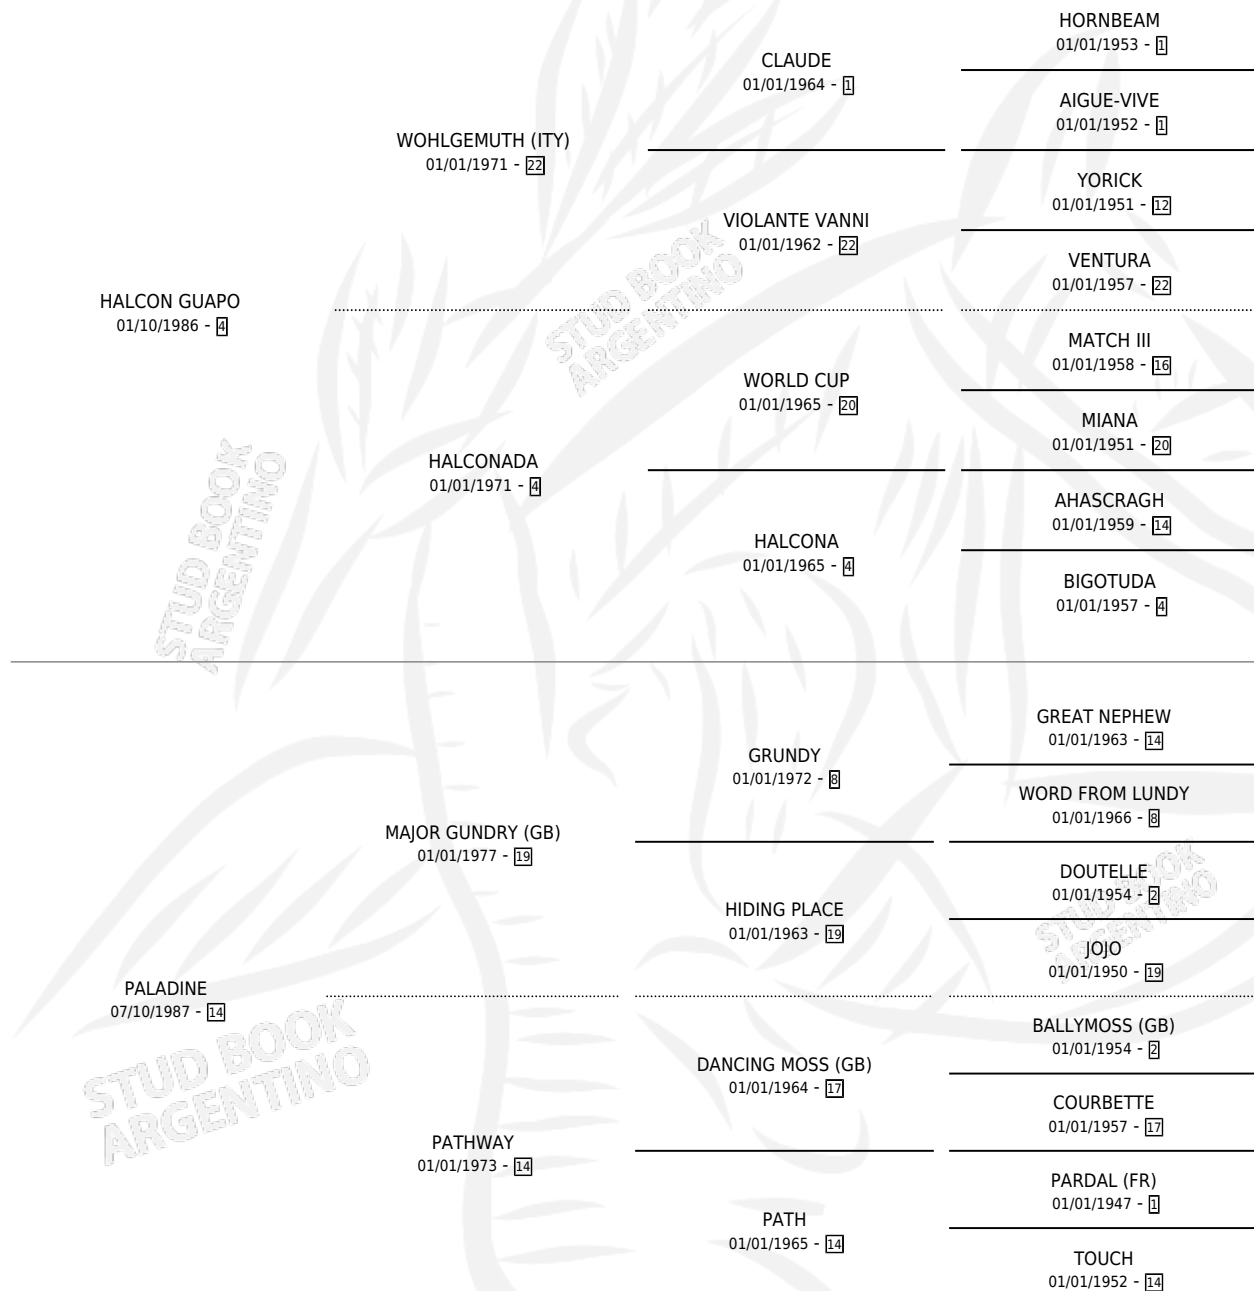 HORNBEAM
01/01/1953 - 1
CLAUDE
01/01/1964 - 1
AIGUE-VIVE
01/01/1952 - 1
WOHLGEMUTH (ITY)
01/01/1971 - 22
YORICK
01/01/1951 - 12
VIOLANTE VANNI
01/01/1962 - 22
VENTURA
01/01/1957 - 22
HALCON GUAPO
01/10/1986 - 4
MATCH III
01/01/1958 - 16
WORLD CUP
01/01/1965 - 20
MIANA
01/01/1951 - 20
HALCONADA
01/01/1971 - 4
AHASCRAGH
01/01/1959 - 14
HALCONA
01/01/1965 - 4
BIGOTUDA
01/01/1957 - 4
STUD BOOK
ARGENTINO
STUD BOOK
ARGENTINO
GREAT NEPHEW
01/01/1963 - 14
GRUNDY
01/01/1972 - 8
WORD FROM LUNDY
01/01/1966 - 8
MAJOR GUNDRY (GB)
01/01/1977 - 19
DOUTELLE
01/01/1954 - 2
HIDING PLACE
01/01/1963 - 19
JOJO
01/01/1950 - 19
PALADINE
07/10/1987 - 14
BALLYMOSS (GB)
01/01/1954 - 2
DANCING MOSS (GB)
01/01/1964 - 17
COURBETTE
01/01/1957 - 17
PATHWAY
01/01/1973 - 14
PARDAL (FR)
01/01/1947 - 1
PATH
01/01/1965 - 14
TOUCH
01/01/1952 - 14
STUD BOOK
ARGENTINO
STUD BOOK
ARGENTINO